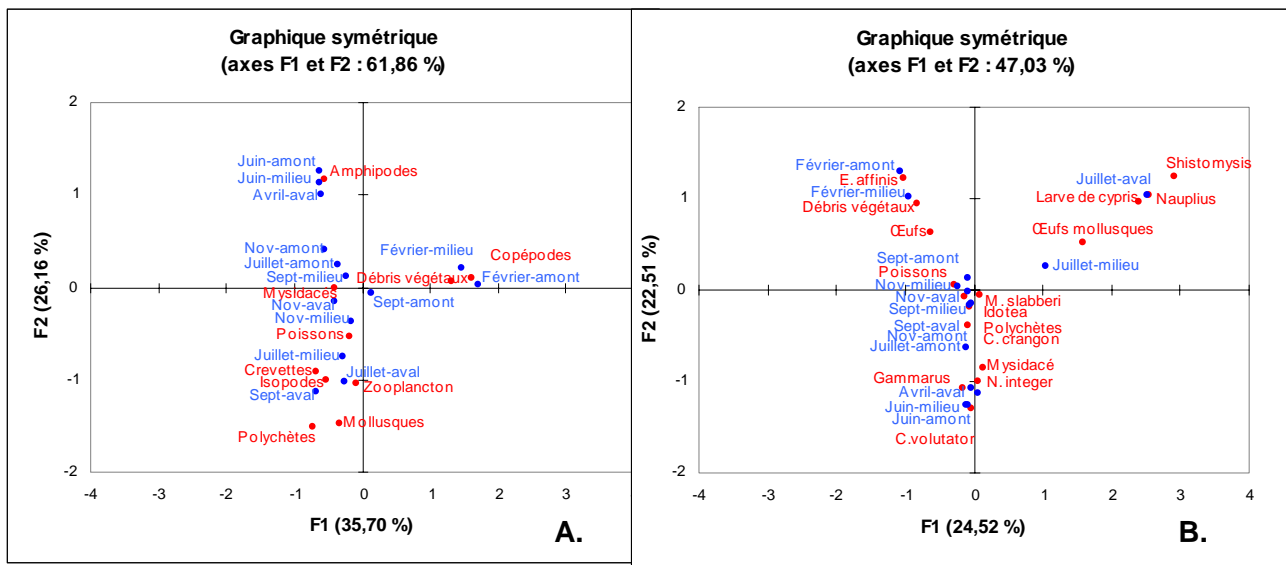 Graphique symétrique
(axes F1 et F2 : 61,86 %)
2
Juin-amont
Amphipodes
Juin-milieu
1
Avril-aval
Nov-amont
Février-milieu
Copépodes
Juillet-amont
Sept-milieu
Débris végétaux
Février-amont
0
Mysidacés
Sept-amont
Nov-aval
Nov-milieu
Poissons
Juillet-milieu
Crevettes
Juillet-aval
-1
Isopodes
Zooplancton
Sept-aval
Mollusques
Polychètes
-2
-4 -3 -2 -1 0 1 2 3
F2 (26,16 %)
F1 (35,70 %)
A.
Graphique symétrique
(axes F1 et F2 : 47,03 %)
2
Février-amont
Shistomysis
E. affinis
Juillet-aval
Février-milieu
Larve de cypris
Nauplius
1
Débris végétaux
Œufs
Œufs mollusques
Sept-amont
Juillet-milieu
Poissons
0
Nov-milieu
Nov-aval
M. slabberi
Sept-milieu
Idotea
Sept-aval
Polychètes
Nov-amont
C. crangon
Juillet-amont
Mysidacé
Gammarus
N. integer
-1
Avril-aval
Juin-milieu
Juin-amont
C.volutator
-2
-4 -3 -2 -1 0 1 2 3 4
F2 (22,51 %)
F1 (24,52 %)
B.